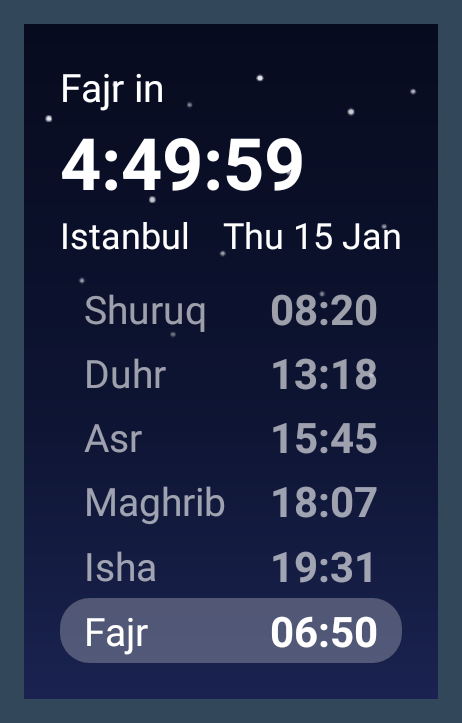 Fajr in
4:49:59
Istanbul Thu 15 Jan
Shuruq 08:20
Duhr 13:18
Asr 15:45
Maghrib 18:07
Isha 19:31
Fajr 06:50